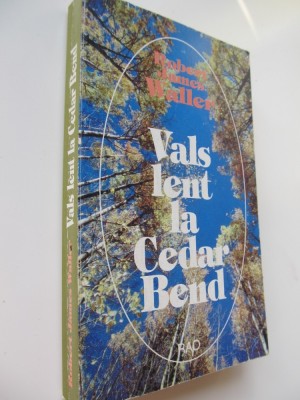 Robert
James
Waller
Vals
lent
la
Cedar
Bend
RAO
Robert James Waller Vals lent la Cedar Bend